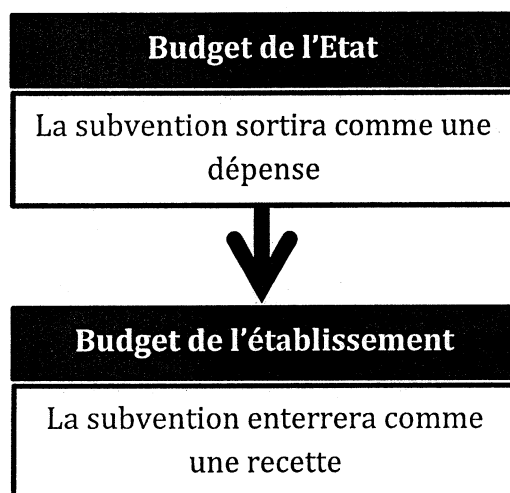 Budget de l'Etat
La subvention sortira comme une
dépense
Budget de l'établissement
La subvention enterrera comme
une recette